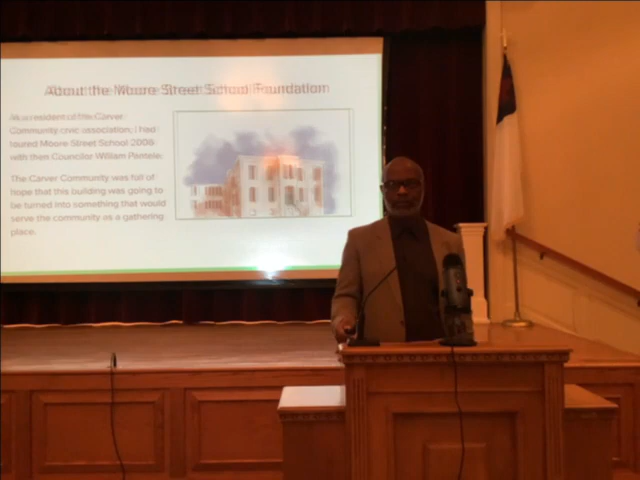 About the Moore Street School Foundation
As a resident of the Carver
Community civic association, I had
toured Moore Street School 2006
with then Councilor William Pantele;
The Carver Community was full of
hope that this building was going to
be turned into something that would
serve the community as a gathering
place.